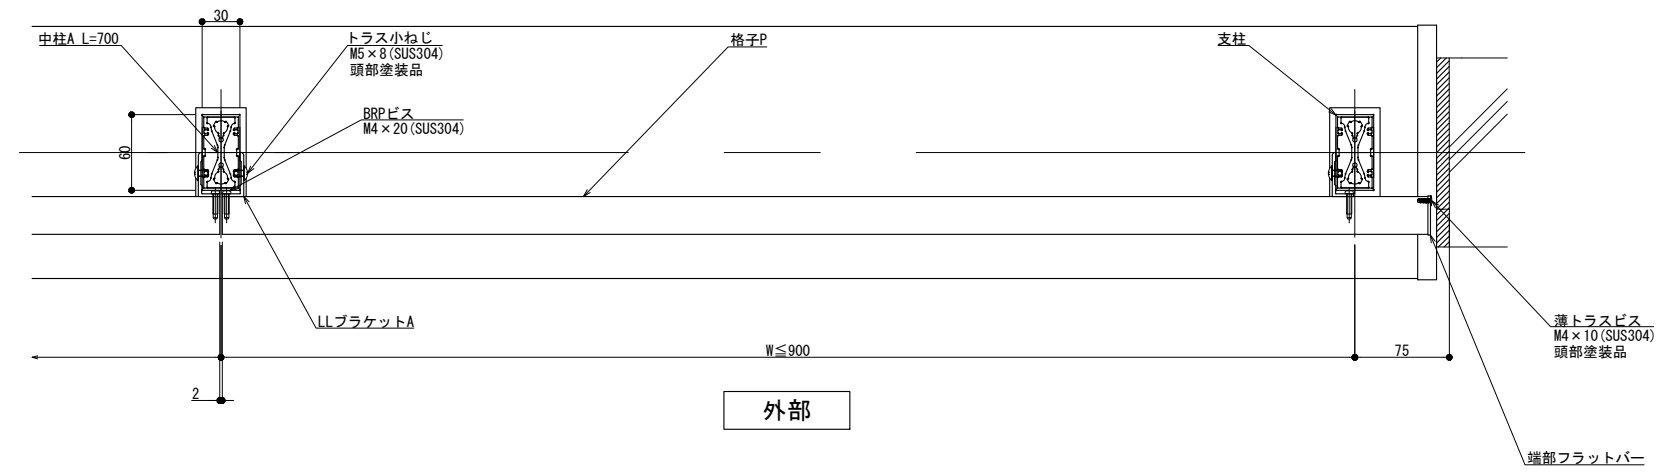 30
中柱A L=700
トラス小ねじ
M5×8(SUS304)
頭部塗装品
格子P
支柱
BRPビス
M4×20(SUS304)
60
LLブラケットA
薄トラスビス
M4×10(SUS304)
頭部塗装品
W≦900
75
2
外部
端部フラットバー